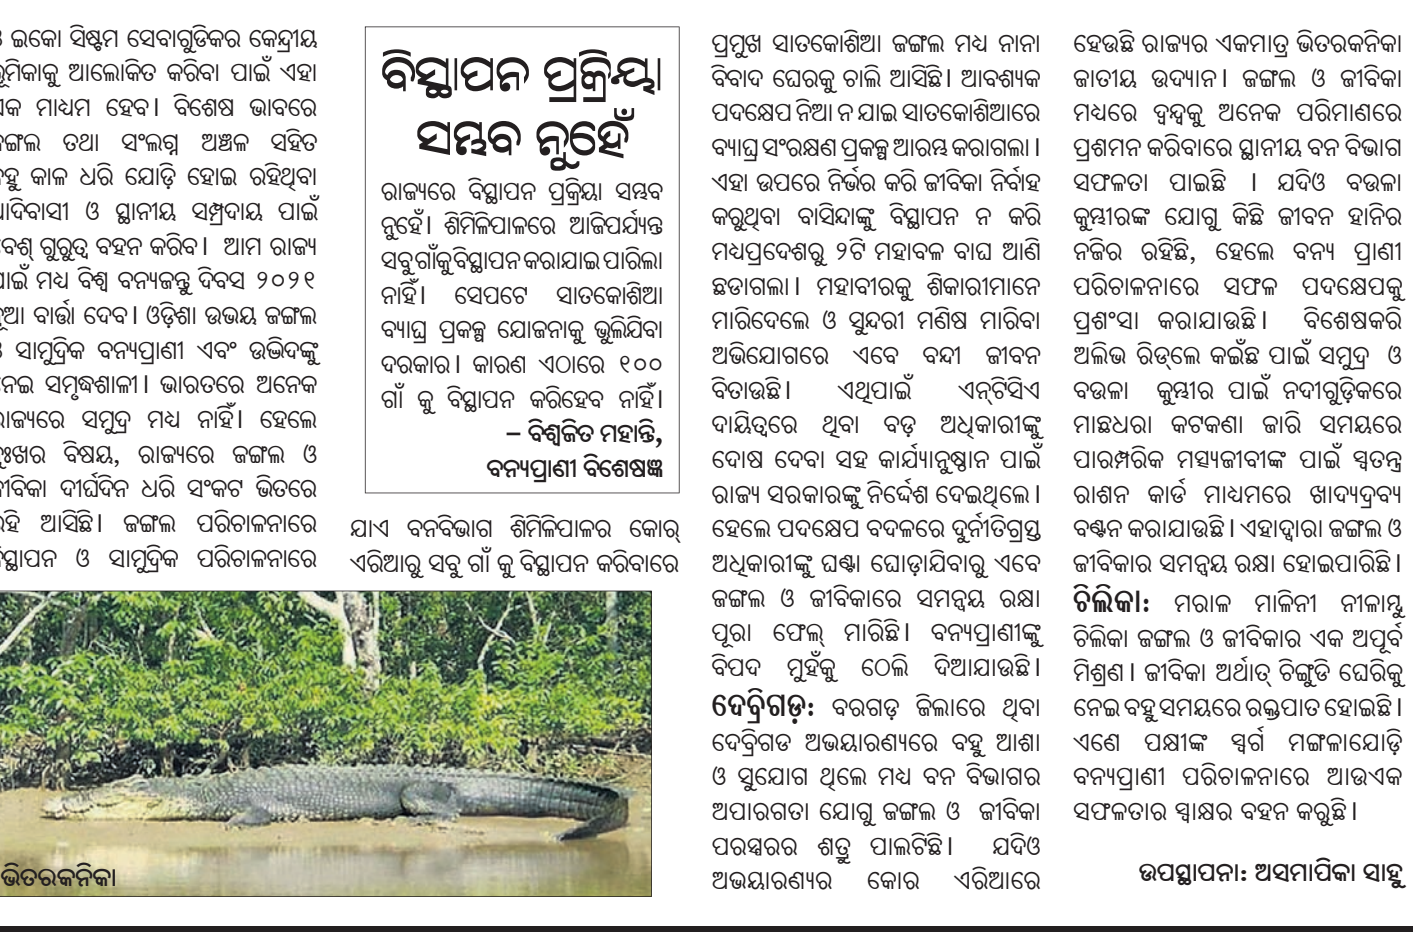 ଇକୋ ସିଷ୍ଟମ ସେବାଗୁଡିକର କେନ୍ଦ୍ରୀୟ
ଆଲୋକିତ କରିବା ପାଇଁ ଏହା
ମାଧ୍ୟମ ହେବ। ବିଶେଷ ଭାବରେ
ତଥା ସଂଲଗ୍ନ ଅଞ୍ଚଳ ସହିତ
କାଳ ଧରି ଯୋଡ଼ି ହୋଇ ରହିଥିବା
ଓ ସ୍ଥାନୀୟ ସମ୍ପ୍ରଦାୟ ପାଇଁ
ଗୁରୁତ୍ୱ ବହନ କରିବ। ଆମ ରାଜ୍ୟ
ମଧ୍ୟ ବିଶ୍ୱ ବନ୍ୟଜନ୍ତୁ ଦିବସ ୨୦୨୧
ବାର୍ତ୍ତା ଦେବ। ଓଡ଼ିଶା ଉଭୟ ଜଙ୍ଗଲ
ସାମୁଦ୍ରିକ ବନ୍ୟପ୍ରାଣୀ ଏବଂ ଉଦ୍ଭିଦଙ୍କୁ
ସମୃଦ୍ଧଶାଳୀ। ଭାରତରେ ଅନେକ
ସମୁଦ୍ର ମଧ୍ୟ ନାହିଁ। ହେଲେ
ବିଷୟ, ରାଜ୍ୟରେ ଜଙ୍ଗଲ ଓ
ଦୀର୍ଘଦିନ ଧରି ସଂକଟ ଭିତରେ
ଆସିଛି। ଜଙ୍ଗଲ ପରିଚାଳନାରେ
ଓ ସାମୁଦ୍ରିକ ପରିଚାଳନାରେ
ବିସ୍ଥାପନ ପ୍ରକ୍ରିୟା
ସମ୍ଭବ ନୁହେଁ
ରାଜ୍ୟରେ ବିସ୍ଥାପନ ପ୍ରକ୍ରିୟା ସମ୍ଭବ
ନୁହେଁ। ଶିମିଳିପାଳରେ ଆଜିପର୍ଯ୍ୟନ୍ତ
ସବୁ ଗାଁକୁ ବିସ୍ଥାପନ କରାଯାଇ ପାରିଲା
ନାହିଁ। ସେପଟେ ସାତକୋଶିଆ
ବ୍ୟାଘ୍ର ପ୍ରକଳ୍ପ ଯୋଜନାକୁ ଭୁଲିଯିବା
ଦରକାର। କାରଣ ଏଠାରେ ୧୦୦
ଗାଁ କୁ ବିସ୍ଥାପନ କରିହେବ ନାହିଁ।
– ବିଶ୍ୱଜିତ ମହାନ୍ତି,
ବନ୍ୟପ୍ରାଣୀ ବିଶେଷଜ୍ଞ
ଯାଏ ବନବିଭାଗ ଶିମିଳିପାଳର କୋର୍
ଏରିଆରୁ ସବୁ ଗାଁ କୁ ବିସ୍ଥାପନ କରିବାରେ
ଭିତରକନିକା
ପ୍ରମୁଖ ସାତକୋଶିଆ ଜଙ୍ଗଲ ମଧ୍ୟ ନାନା
ବିବାଦ ଘେରକୁ ଚାଲି ଆସିଛି। ଆବଶ୍ୟକ
ପଦକ୍ଷେପ ନିଆ ନ ଯାଇ ସାତକୋଶିଆରେ
ବ୍ୟାଘ୍ର ସଂରକ୍ଷଣ ପ୍ରକଳ୍ପ ଆରମ୍ଭ କରାଗଲା।
ଏହା ଉପରେ ନିର୍ଭର କରି ଜୀବିକା ନିର୍ବାହ
କରୁଥିବା ବାସିନ୍ଦାଙ୍କୁ ବିସ୍ଥାପନ ନ କରି
ମଧ୍ୟପ୍ରଦେଶରୁ ୨ଟି ମହାବଳ ବାଘ ଆଣି
ଛଡାଗଲା। ମହାବୀରକୁ ଶିକାରୀମାନେ
ମାରିଦେଲେ ଓ ସୁନ୍ଦରୀ ମଣିଷ ମାରିବା
ଅଭିଯୋଗରେ ଏବେ ବନ୍ଦୀ ଜୀବନ
ବିତାଉଛି। ଏଥିପାଇଁ ଏନ୍‌ଟିସିଏ
ଦାୟିତ୍ୱରେ ଥିବା ବଡ଼ ଅଧିକାରୀଙ୍କୁ
ଦୋଷ ଦେବା ସହ କାର୍ଯ୍ୟାନୁଷ୍ଠାନ ପାଇଁ
ରାଜ୍ୟ ସରକାରଙ୍କୁ ନିର୍ଦ୍ଦେଶ ଦେଇଥିଲେ।
ହେଲେ ପଦକ୍ଷେପ ବଦଳରେ ଦୁର୍ନୀତିଗ୍ରସ୍ତ
ଅଧିକାରୀଙ୍କୁ ଘଣ୍ଟା ଘୋଡ଼ାଯିବାରୁ ଏବେ
ଜଙ୍ଗଲ ଓ ଜୀବିକାରେ ସମନ୍ୱୟ ରକ୍ଷା
ପୂରା ଫେଲ୍ ମାରିଛି। ବନ୍ୟପ୍ରାଣୀଙ୍କୁ
ବିପଦ ମୁହଁକୁ ଠେଲି ଦିଆଯାଉଛି।
ଦେବ୍ରିଗଡ଼: ବରଗଡ଼ ଜିଲାରେ ଥିବା
ଦେବ୍ରିଗଡ ଅଭୟାରଣ୍ୟରେ ବହୁ ଆଶା
ଓ ସୁଯୋଗ ଥିଲେ ମଧ୍ୟ ବନ ବିଭାଗର
ଅପାରଗତା ଯୋଗୁ ଜଙ୍ଗଲ ଓ ଜୀବିକା
ପରସ୍ପରର ଶତ୍ରୁ ପାଲଟିଛି। ଯଦିଓ
ଅଭୟାରଣ୍ୟର କୋର ଏରିଆରେ
ହେଉଛି ରାଜ୍ୟର ଏକମାତ୍ର ଭିତରକନିକା
ଜାତୀୟ ଉଦ୍ୟାନ। ଜଙ୍ଗଲ ଓ ଜୀବିକା
ମଧ୍ୟରେ ଦ୍ୱନ୍ଦ୍ୱକୁ ଅନେକ ପରିମାଣରେ
ପ୍ରଶମନ କରିବାରେ ସ୍ଥାନୀୟ ବନ ବିଭାଗ
ସଫଳତା ପାଇଛି । ଯଦିଓ ବଉଳା
କୁମ୍ଭୀରଙ୍କ ଯୋଗୁ କିଛି ଜୀବନ ହାନିର
ନଜିର ରହିଛି, ହେଲେ ବନ୍ୟ ପ୍ରାଣୀ
ପରିଚାଳନାରେ ସଫଳ ପଦକ୍ଷେପକୁ
ପ୍ରଶଂସା କରାଯାଉଛି। ବିଶେଷକରି
ଅଲିଭ ରିଡ୍‌ଲେ କଇଁଛ ପାଇଁ ସମୁଦ୍ର ଓ
ବଉଳା କୁମ୍ଭୀର ପାଇଁ ନଦୀଗୁଡ଼ିକରେ
ମାଛଧରା କଟକଣା ଜାରି ସମୟରେ
ପାରମ୍ପରିକ ମତ୍ସ୍ୟଜୀବୀଙ୍କ ପାଇଁ ସ୍ୱତନ୍ତ୍ର
ରାଶନ କାର୍ଡ ମାଧ୍ୟମରେ ଖାଦ୍ୟଦ୍ରବ୍ୟ
ବଣ୍ଟନ କରାଯାଉଛି। ଏହାଦ୍ୱାରା ଜଙ୍ଗଲ ଓ
ଜୀବିକାର ସମନ୍ୱୟ ରକ୍ଷା ହୋଇପାରିଛି।
ଚିଲିକା: ମରାଳ ମାଳିନୀ ନୀଳାମ୍ବୁ
ଚିଲିକା ଜଙ୍ଗଲ ଓ ଜୀବିକାର ଏକ ଅପୂର୍ବ
ମିଶ୍ରଣ। ଜୀବିକା ଅର୍ଥାତ୍ ଚିଙ୍ଗୁଡି ଘେରିକୁ
ନେଇ ବହୁ ସମୟରେ ରକ୍ତପାତ ହୋଇଛି।
ଏଣେ ପକ୍ଷୀଙ୍କ ସ୍ୱର୍ଗ ମଙ୍ଗଳାଯୋଡ଼ି
ବନ୍ୟପ୍ରାଣୀ ପରିଚାଳନାରେ ଆଉଏକ
ସଫଳତାର ସ୍ୱାକ୍ଷର ବହନ କରୁଛି।
ଉପସ୍ଥାପନା: ଅସମାପିକା ସାହୁ